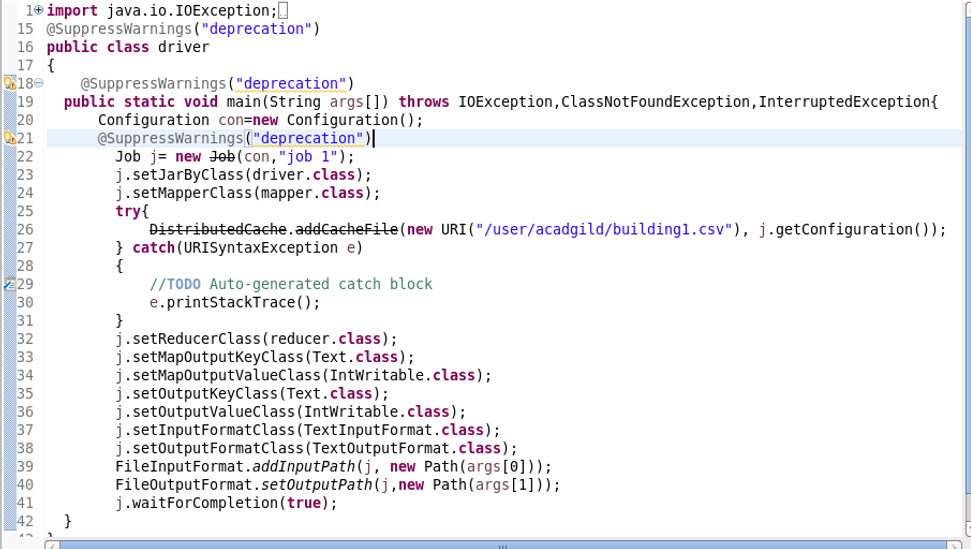 1 import java.io.IOException;
15 @SuppressWarnings("deprecation")
16 public class driver
17 {
18 @SuppressWarnings("deprecation")
19 public static void main(String args[]) throws IOException,ClassNotFoundException,InterruptedException{
20 Configuration con=new Configuration();
21 @SuppressWarnings("deprecation")
22 Job j= new Job(con,"job 1");
23 j.setJarByClass(driver.class);
24 j.setMapperClass(mapper.class);
25 try{
26 DistributedCache.addCacheFile(new URI("/user/acadgild/building1.csv"), j.getConfiguration());
27 } catch(URISyntaxException e)
28 {
29 //TODO Auto-generated catch block
30 e.printStackTrace();
31 }
32 j.setReducerClass(reducer.class);
33 j.setMapOutputKeyClass(Text.class);
34 j.setMapOutputValueClass(IntWritable.class);
35 j.setOutputKeyClass(Text.class);
36 j.setOutputValueClass(IntWritable.class);
37 j.setInputFormatClass(TextInputFormat.class);
38 j.setOutputFormatClass(TextOutputFormat.class);
39 FileInputFormat.addInputPath(j, new Path(args[0]));
40 FileOutputFormat.setOutputPath(j,new Path(args[1]));
41 j.waitForCompletion(true);
42 }